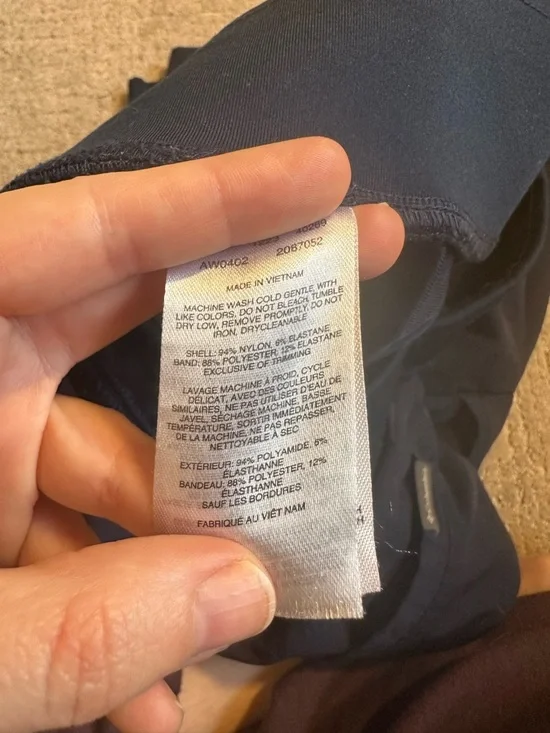 1223 40269
AW0402 2087052
MADE IN VIETNAM
MACHINE WASH COLD GENTLE WITH
LIKE COLORS, DO NOT BLEACH, TUMBLE
DRY LOW, REMOVE PROMPTLY, DO NOT
IRON, DRYCLEANABLE
SHELL: 94% NYLON, 6% ELASTANE
BAND: 88% POLYESTER, 12% ELASTANE
EXCLUSIVE OF TRIMMING
LAVAGE MACHINE À FROID, CYCLE
DÉLICAT, AVEC DES COULEURS
SIMILAIRES, NE PAS UTILISER D'EAU DE
JAVEL, SÉCHAGE MACHINE, BASSE
TEMPÉRATURE, SORTIR IMMÉDIATEMENT
DE LA MACHINE, NE PAS REPASSER,
NETTOYABLE À SEC
EXTÉRIEUR: 94% POLYAMIDE, 6%
ÉLASTHANNE
BANDEAU: 88% POLYESTER, 12%
ÉLASTHANNE
SAUF LES BORDURES
FABRIQUÉ AU VIÊT NAM